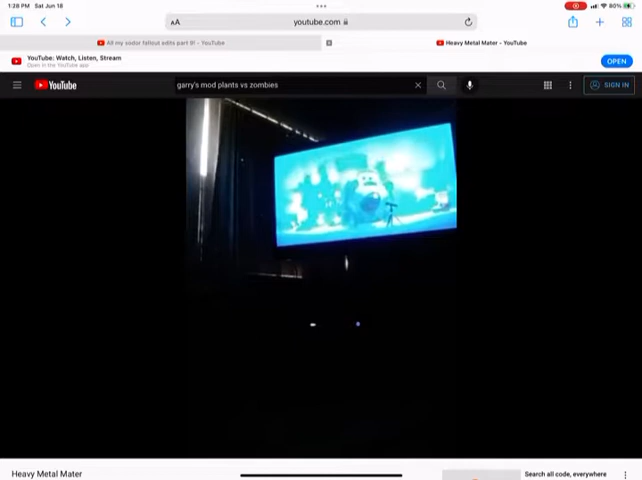 1:28 PM Sat Jun 18
80%
AA
youtube.com
All my xodor fallout edits part 9! - YouTube
Heavy Metal Mater - YouTube
YouTube: Watch, Listen, Stream
Open in the YouTube app
OPEN
YouTube
garry's mod plants vs zombies
SIGN IN
Heavy Metal Mater
Search all code, everywhere